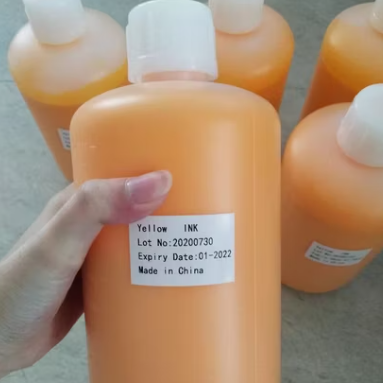 Yellow INK
Lot No:20200730
Expiry Date:01-2022
Made in China